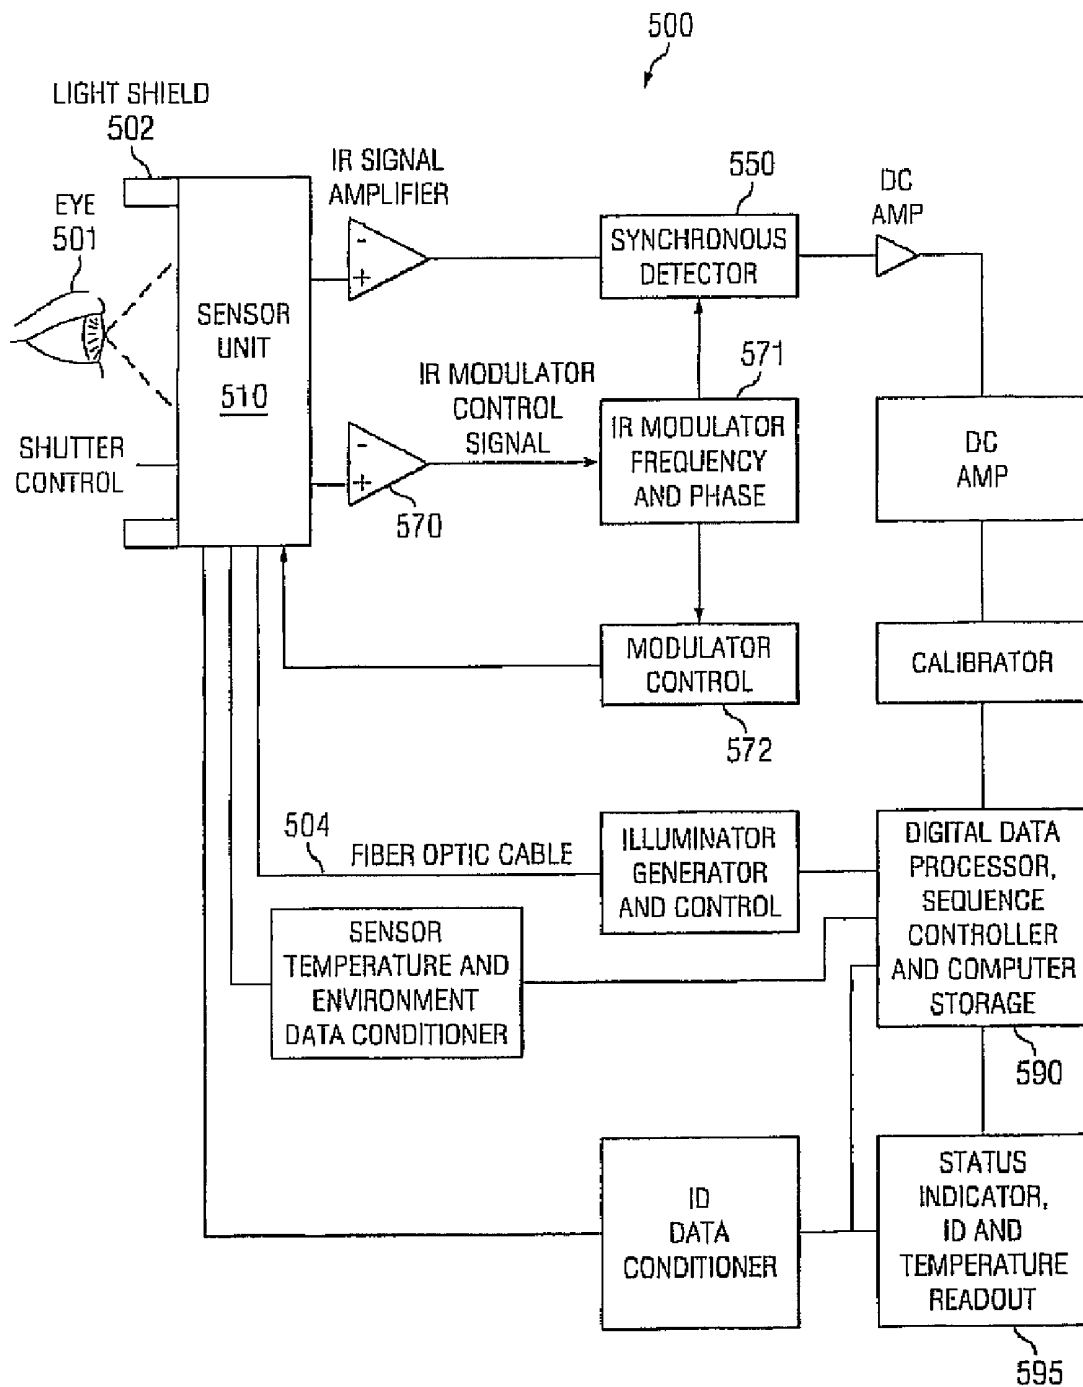 500
LIGHT SHIELD
502
IR SIGNAL
AMPLIFIER
550
DC
AMP
EYE
501
-
+
SYNCHRONOUS
DETECTOR
SENSOR
UNIT
510
IR MODULATOR
CONTROL
SIGNAL
571
SHUTTER
CONTROL
-
+
570
IR MODULATOR
FREQUENCY
AND PHASE
DC
AMP
MODULATOR
CONTROL
572
CALIBRATOR
504
FIBER OPTIC CABLE
ILLUMINATOR
GENERATOR
AND CONTROL
DIGITAL DATA
PROCESSOR,
SEQUENCE
CONTROLLER
AND COMPUTER
STORAGE
590
SENSOR
TEMPERATURE AND
ENVIRONMENT
DATA CONDITIONER
ID
DATA
CONDITIONER
STATUS
INDICATOR,
ID AND
TEMPERATURE
READOUT
595